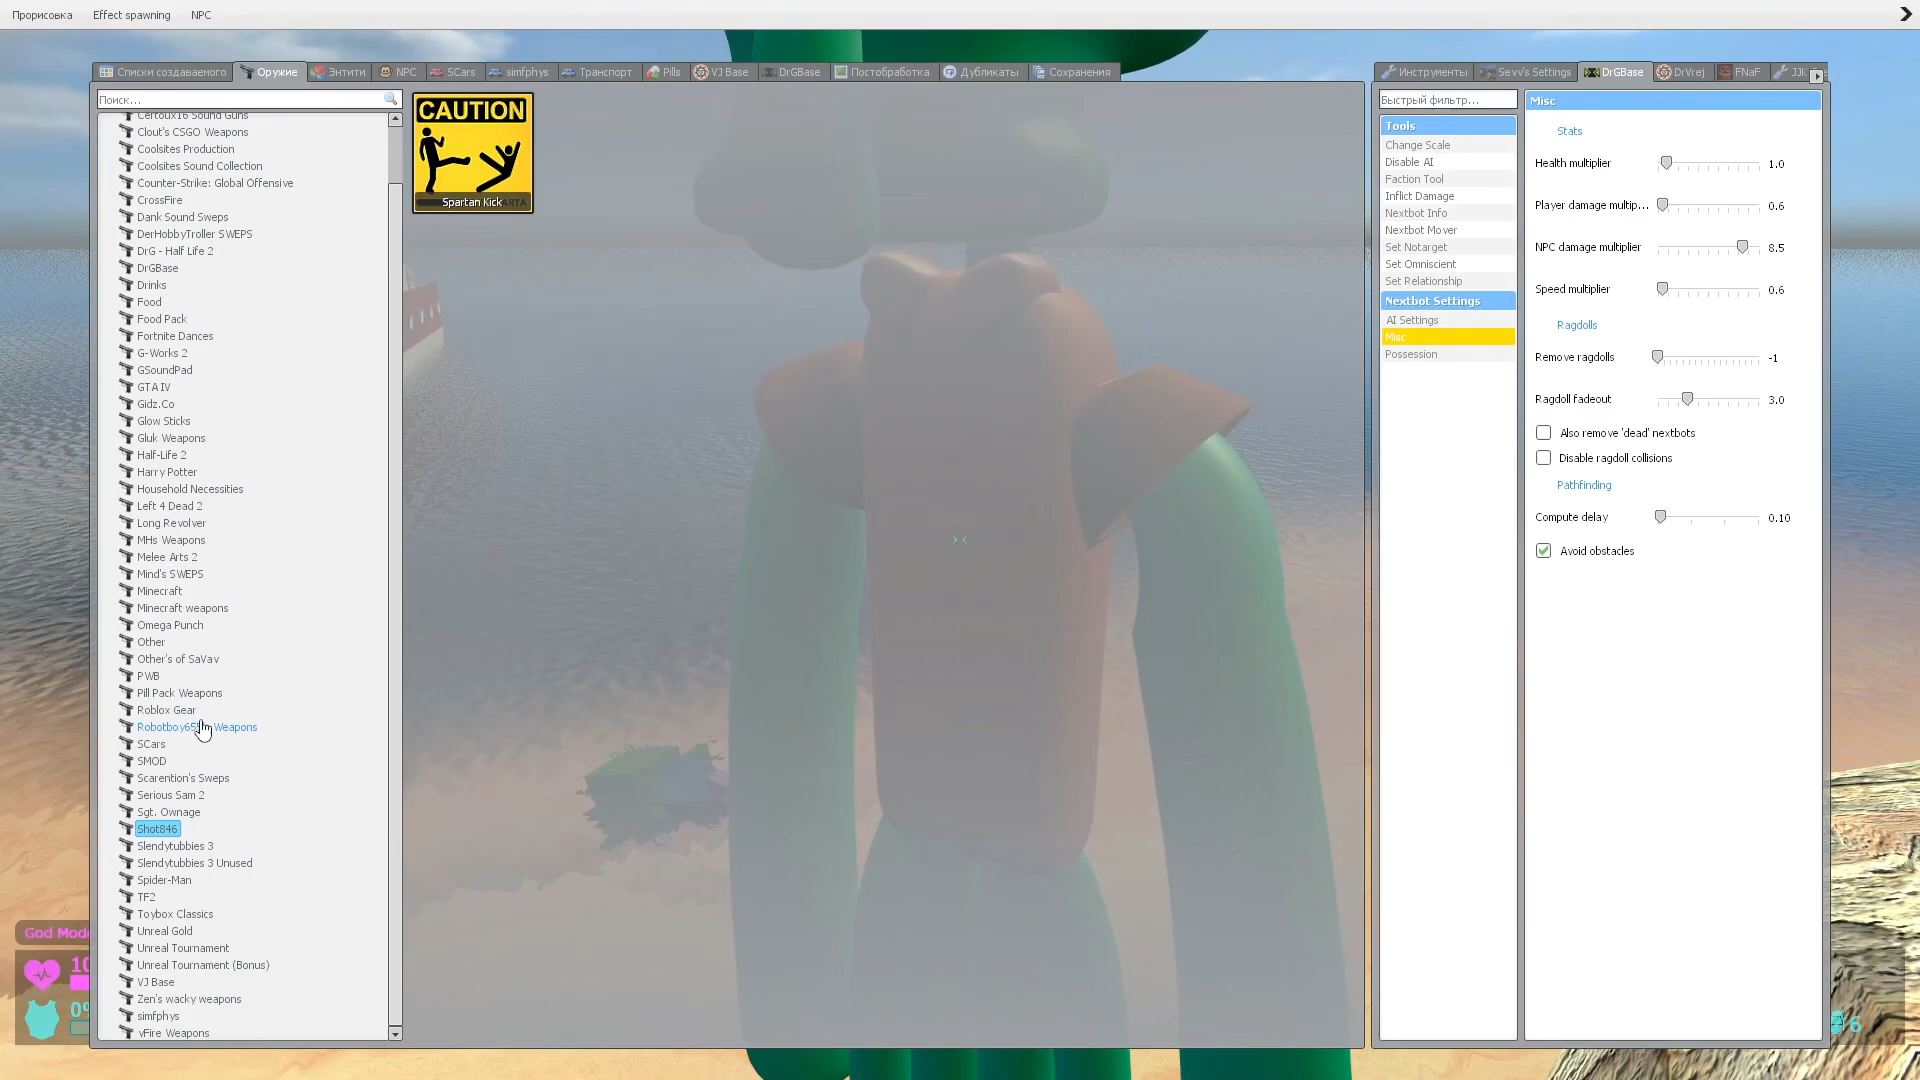 Прорисовка
Effect spawning
NPC
Списки создаваемого
Оружие
Энтити
NPC
SCars
simfphys
Транспорт
Pills
VJ Base
DrGBase
Постобработка
Дубликаты
Сохранения
Поиск...
Certoux16 Sound Guns
Clout's CSGO Weapons
Coolsites Production
Coolsites Sound Collection
Counter-Strike: Global Offensive
CrossFire
Dank Sound Sweps
DerHobbyTroller SWEPS
DrG - Half Life 2
DrGBase
Drinks
Food
Food Pack
Fortnite Dances
G-Works 2
GSoundPad
GTA IV
Gidz.Co
Glow Sticks
Gluk Weapons
Half-Life 2
Harry Potter
Household Necessities
Left 4 Dead 2
Long Revolver
MHs Weapons
Melee Arts 2
Mind's SWEPS
Minecraft
Minecraft weapons
Omega Punch
Other
Other's of SaVav
PWB
Pill Pack Weapons
Roblox Gear
Weapons
SCars
SMOD
Scarention's Sweps
Serious Sam 2
Sgt. Ownage
Shot846
Slendytubbies 3
Slendytubbies 3 Unused
Spider-Man
TF2
Toybox Classics
Unreal Gold
Unreal Tournament
Unreal Tournament (Bonus)
VJ Base
Zen's wacky weapons
simfphys
vFire Weapons
CAUTION
Spartan Kick
God Mode
Инструменты
Sevv's Settings
DrGBase
DrVrej
FNaF
Быстрый фильтр...
Tools
Change Scale
Disable AI
Faction Tool
Inflict Damage
Nextbot Info
Nextbot Mover
Set Notarget
Set Omniscient
Set Relationship
Nextbot Settings
AI Settings
Misc
Possession
Misc
Stats
Health multiplier 1.0
Player damage multip... 0.6
NPC damage multiplier 8.5
Speed multiplier 0.6
Ragdolls
Remove ragdolls -1
Ragdoll fadeout 3.0
Also remove 'dead' nextbots
Disable ragdoll collisions
Pathfinding
Compute delay 0.10
Avoid obstacles
6